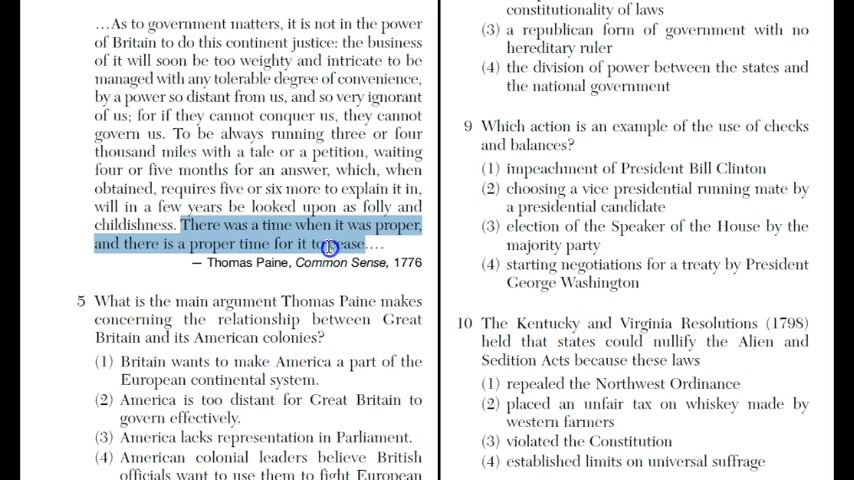 …As to government matters, it is not in the power
of Britain to do this continent justice: the business
of it will soon be too weighty and intricate to be
managed with any tolerable degree of convenience,
by a power so distant from us, and so very ignorant
of us; for if they cannot conquer us, they cannot
govern us. To be always running three or four
thousand miles with a tale or a petition, waiting
four or five months for an answer, which, when
obtained, requires five or six more to explain it in,
will in a few years be looked upon as folly and
childishness. There was a time when it was proper,
and there is a proper time for it to cease.…
— Thomas Paine, Common Sense, 1776
5 What is the main argument Thomas Paine makes
concerning the relationship between Great
Britain and its American colonies?
(1) Britain wants to make America a part of the
European continental system.
(2) America is too distant for Great Britain to
govern effectively.
(3) America lacks representation in Parliament.
(4) American colonial leaders believe British
officials want to use them to fight European
constitutionality of laws
(3) a republican form of government with no
hereditary ruler
(4) the division of power between the states and
the national government
9 Which action is an example of the use of checks
and balances?
(1) impeachment of President Bill Clinton
(2) choosing a vice presidential running mate by
a presidential candidate
(3) election of the Speaker of the House by the
majority party
(4) starting negotiations for a treaty by President
George Washington
10 The Kentucky and Virginia Resolutions (1798)
held that states could nullify the Alien and
Sedition Acts because these laws
(1) repealed the Northwest Ordinance
(2) placed an unfair tax on whiskey made by
western farmers
(3) violated the Constitution
(4) established limits on universal suffrage